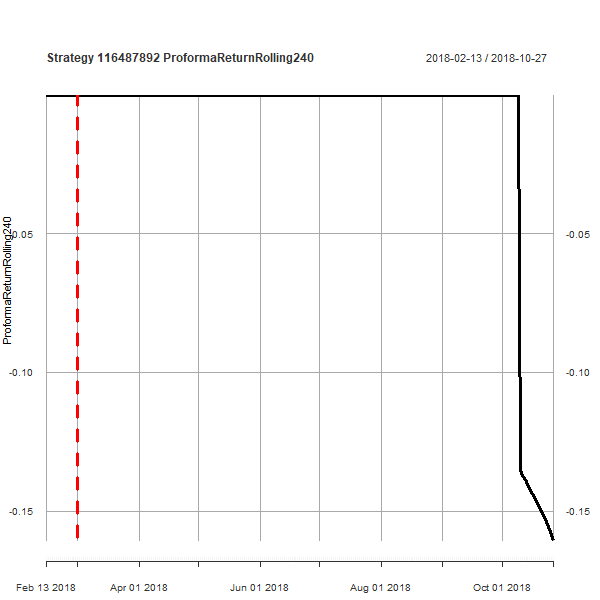 Strategy 116487892 ProformaReturnRolling240
2018-02-13 / 2018-10-27
ProformaReturnRolling240
-0.05
-0.05
-0.10
-0.10
-0.15
-0.15
Feb 13 2018
Apr 01 2018
Jun 01 2018
Aug 01 2018
Oct 01 2018